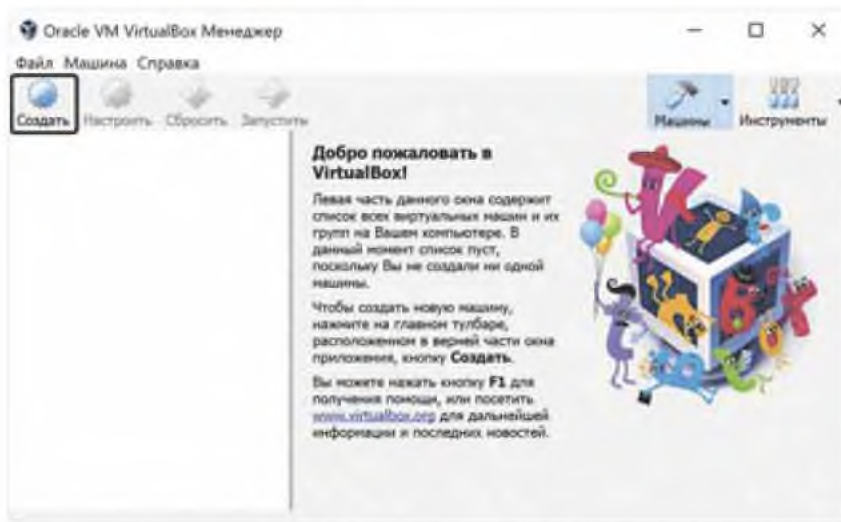 Oracle VM VirtualBox Менеджер
Файл Машина Справка
Создать Настроить Сбросить Запустить Машины Инструменты
Добро пожаловать в
VirtualBox!
Левая часть данного окна содержит
список всех виртуальных машин и их
групп на Вашем компьютере. В
данный момент список пуст,
поскольку Вы не создали ни одной
машины.
Чтобы создать новую машину,
нажмите на главном тулбаре,
расположенном в верхней части окна
приложения, кнопку Создать.
Вы можете нажать кнопку F1 для
получения помощи, или посетить
www.virtualbox.org для дальнейшей
информации и последних новостей.